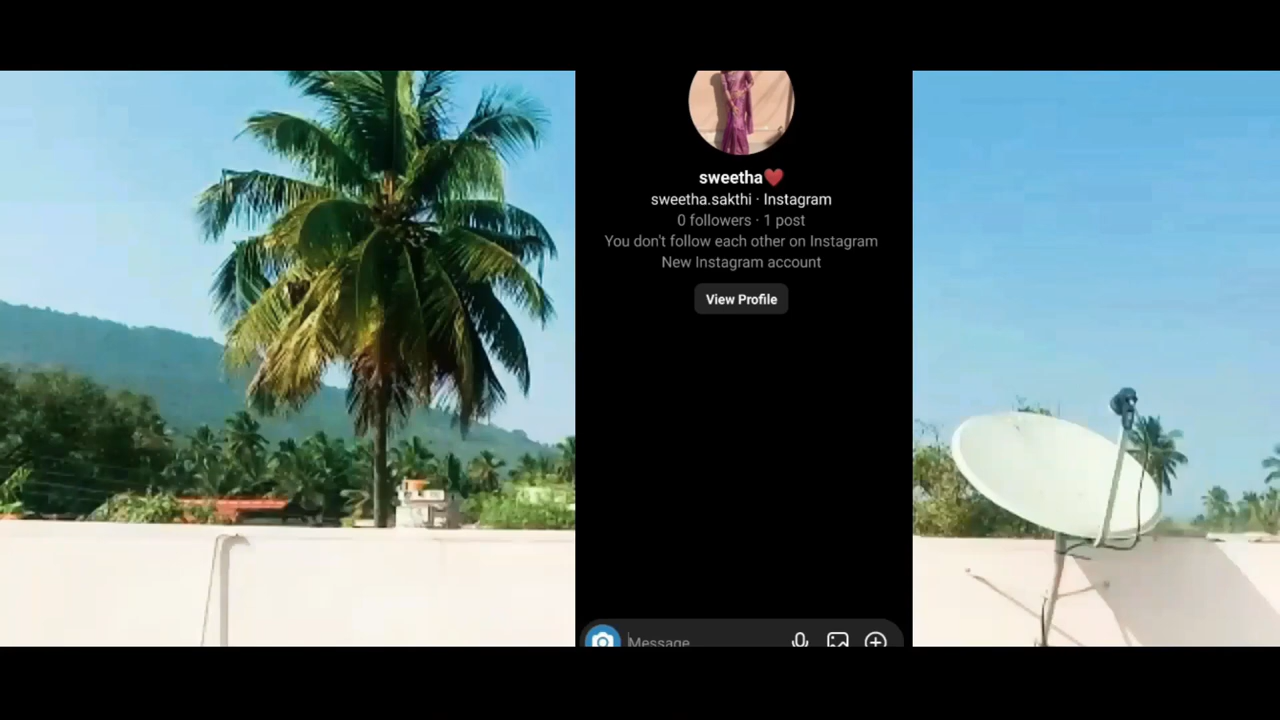 sweetha❤️
sweetha.sakthi · Instagram
0 followers · 1 post
You don't follow each other on Instagram
New Instagram account
View Profile
Message